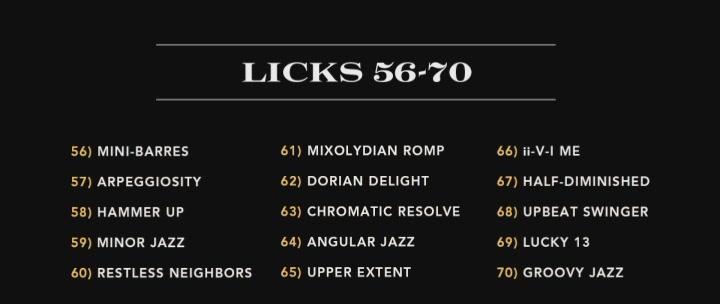 LICKS 56-70
56) MINI-BARRES
57) ARPEGGIOSITY
58) HAMMER UP
59) MINOR JAZZ
60) RESTLESS NEIGHBORS
61) MIXOLYDIAN ROMP
62) DORIAN DELIGHT
63) CHROMATIC RESOLVE
64) ANGULAR JAZZ
65) UPPER EXTENT
66) ii-V-I ME
67) HALF-DIMINISHED
68) UPBEAT SWINGER
69) LUCKY 13
70) GROOVY JAZZ